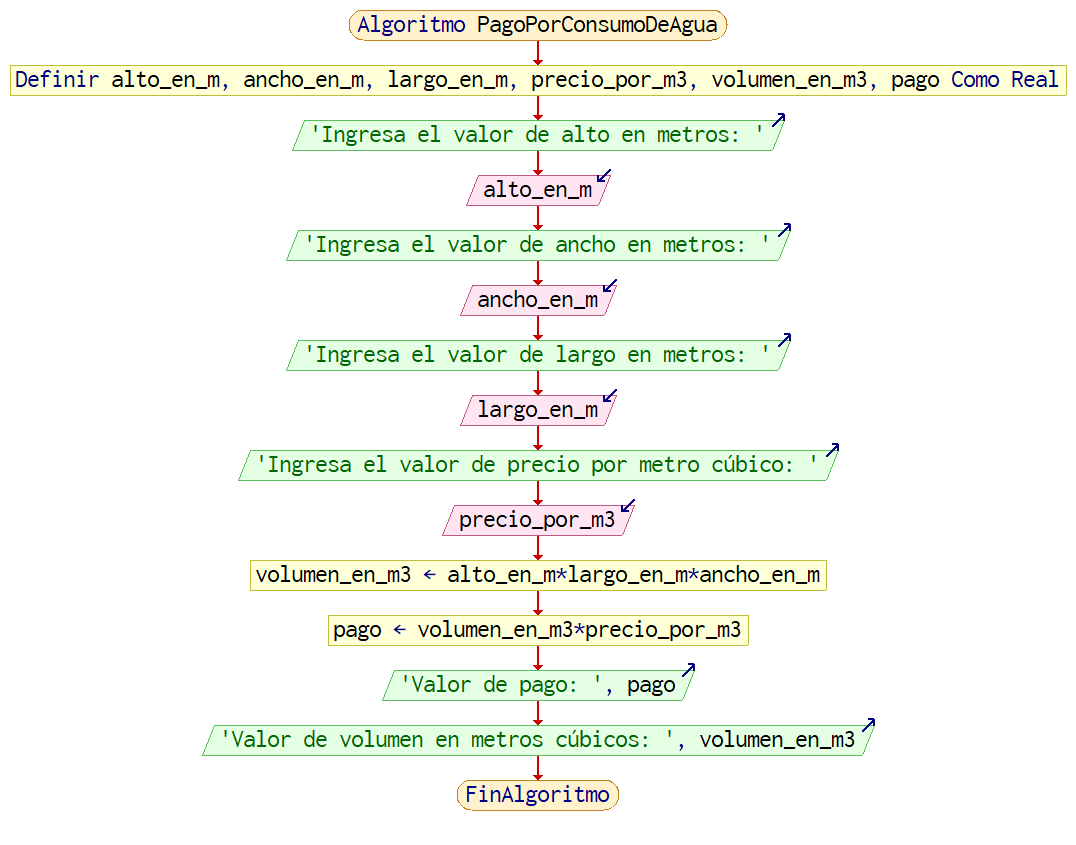 Algoritmo PagoPorConsumoDeAgua
Definir alto_en_m, ancho_en_m, largo_en_m, precio_por_m3, volumen_en_m3, pago Como Real
'Ingresa el valor de alto en metros: '
alto_en_m
'Ingresa el valor de ancho en metros: '
ancho_en_m
'Ingresa el valor de largo en metros: '
largo_en_m
'Ingresa el valor de precio por metro cúbico: '
precio_por_m3
volumen_en_m3 ← alto_en_m*largo_en_m*ancho_en_m
pago ← volumen_en_m3*precio_por_m3
'Valor de pago: ', pago
'Valor de volumen en metros cúbicos: ', volumen_en_m3
FinAlgoritmo